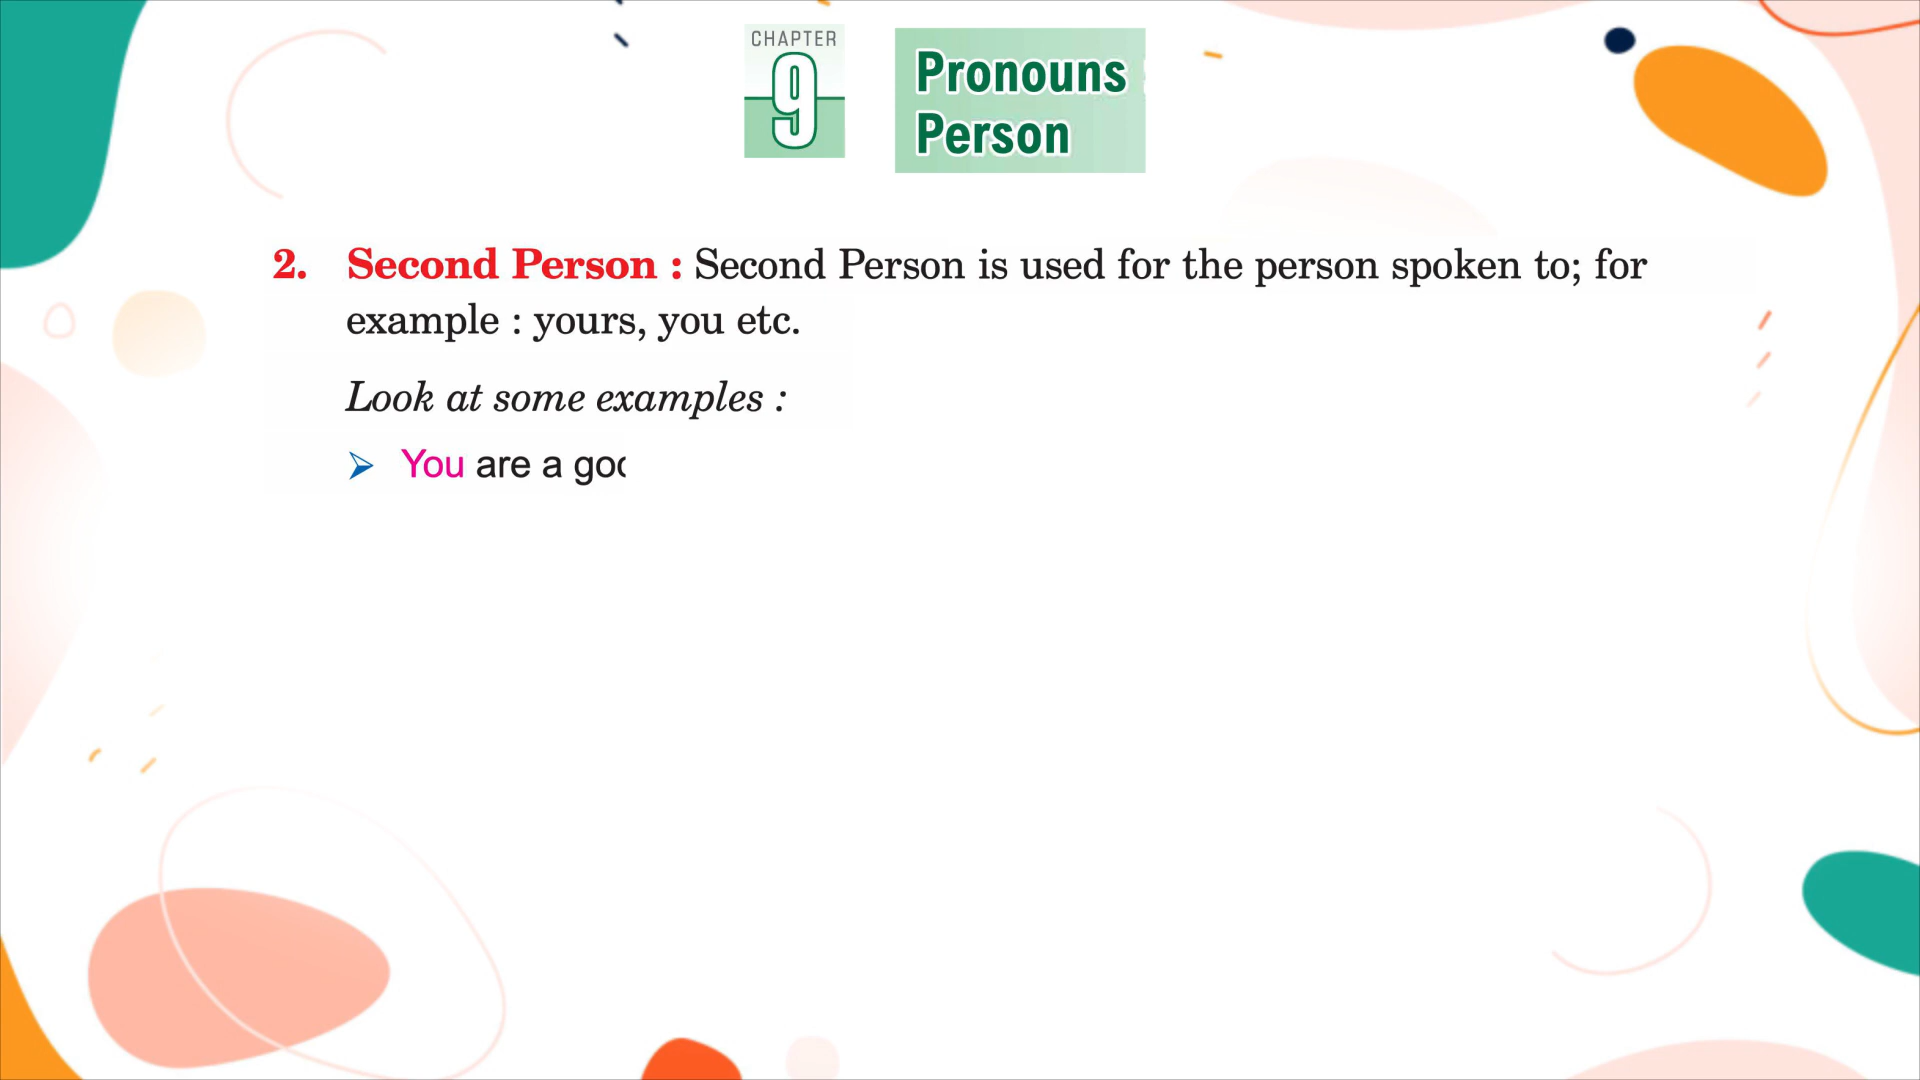 CHAPTER
9
Pronouns
Person
2. Second Person : Second Person is used for the person spoken to; for
example : yours, you etc.
Look at some examples :
➢ You are a